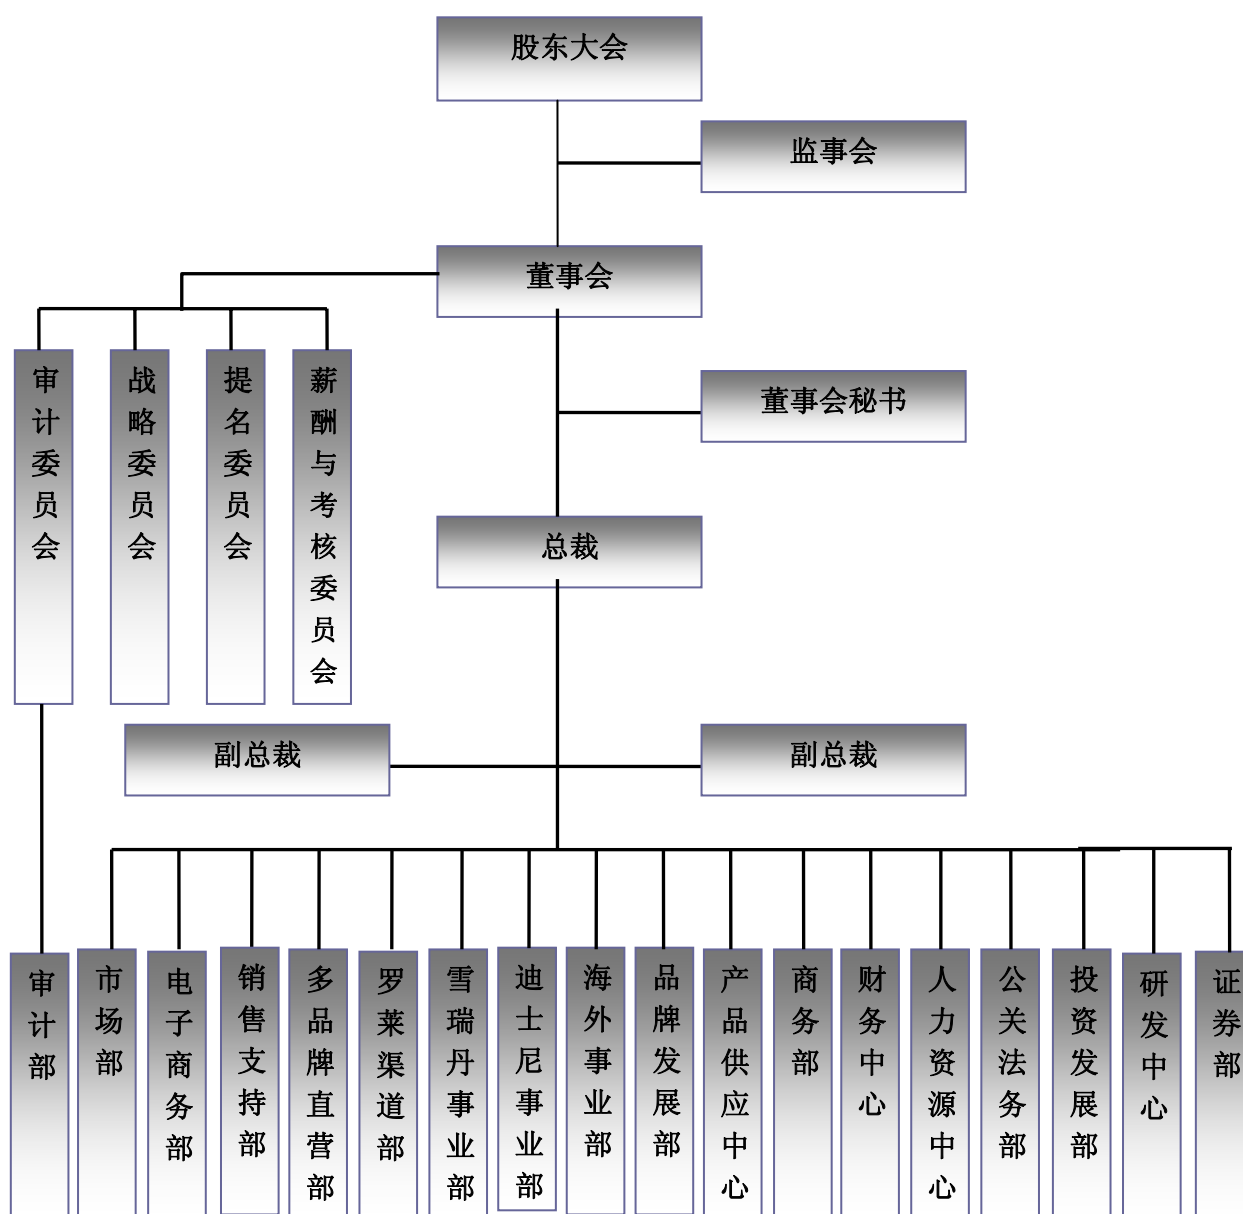 股东大会
监事会
董事会
审计委员会
战略委员会
提名委员会
薪酬与考核委员会
董事会秘书
总裁
副总裁
副总裁
审计部
市场部
电子商务部
销售支持部
多品牌直营部
罗莱渠道部
雪瑞丹事业部
迪士尼事业部
海外事业部
品牌发展部
产品供应中心
商务部
财务中心
人力资源中心
公关法务部
投资发展部
研发中心
证券部